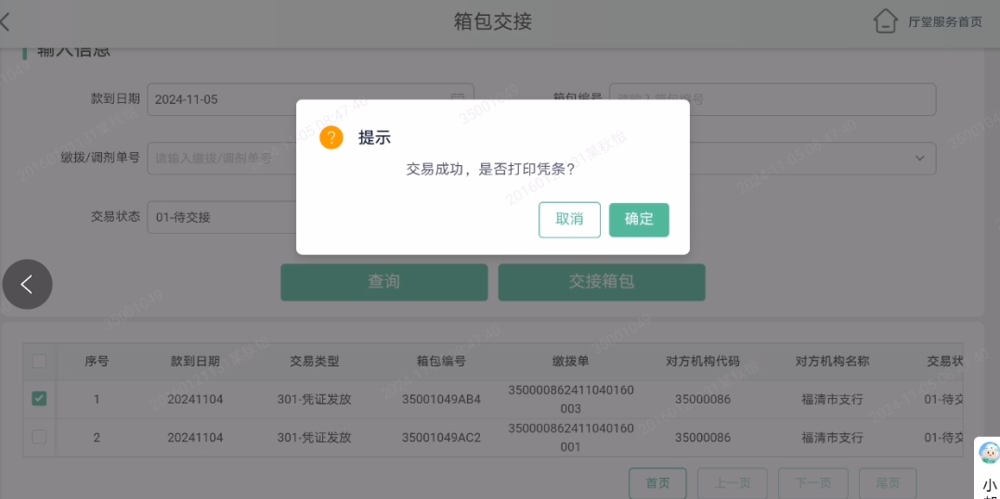 箱包交接
厅堂服务首页
输入信息
款到日期
2024-11-05
箱包编号
请输入箱包编号
提示
交易成功，是否打印凭条？
取消
确定
缴拨/调剂单号
请输入缴拨/调剂单号
交易状态
01-待交接
查询
交接箱包
序号 款到日期 交易类型 箱包编号 缴拨单 对方机构代码 对方机构名称 交易状
1 20241104 301-凭证发放 35001049AB4 350000862411040160 35000086 福清市支行 01-待交
003
2 20241104 301-凭证发放 35001049AC2 350000862411040160 35000086 福清市支行 01-待交
001
首页 上一页 下一页 尾页
小